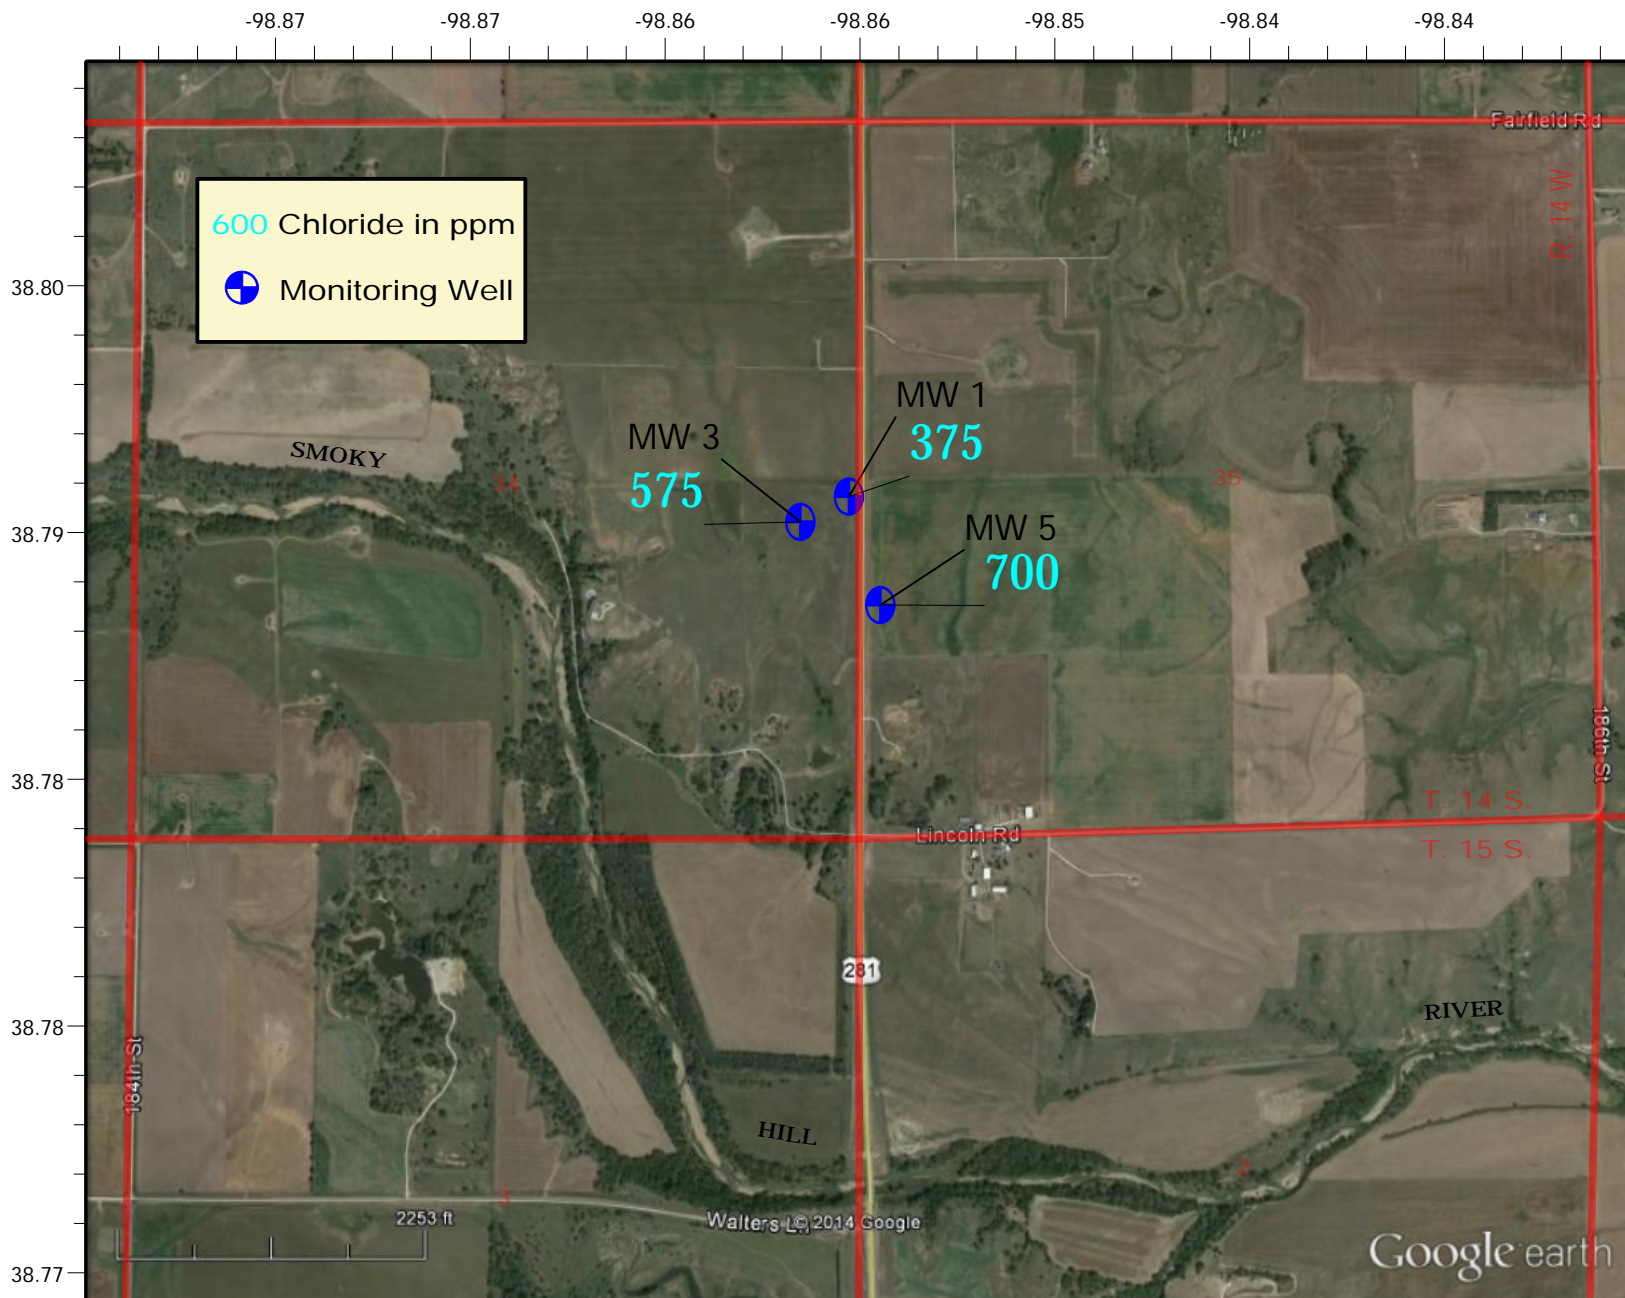 -98.87 -98.87 -98.86 -98.86 -98.85 -98.84 -98.84
Fairfield Rd
R. 14 W.
600 Chloride in ppm
Monitoring Well
38.80
MW 1
375
MW 3
575
SMOKY
34
35
38.79
MW 5
700
186th St
38.78
T. 14 S.
Lincoln Rd
T. 15 S.
281
RIVER
38.78
184th St
HILL
2
3
2253 ft
Walters Ln
© 2014 Google
Google earth
38.77